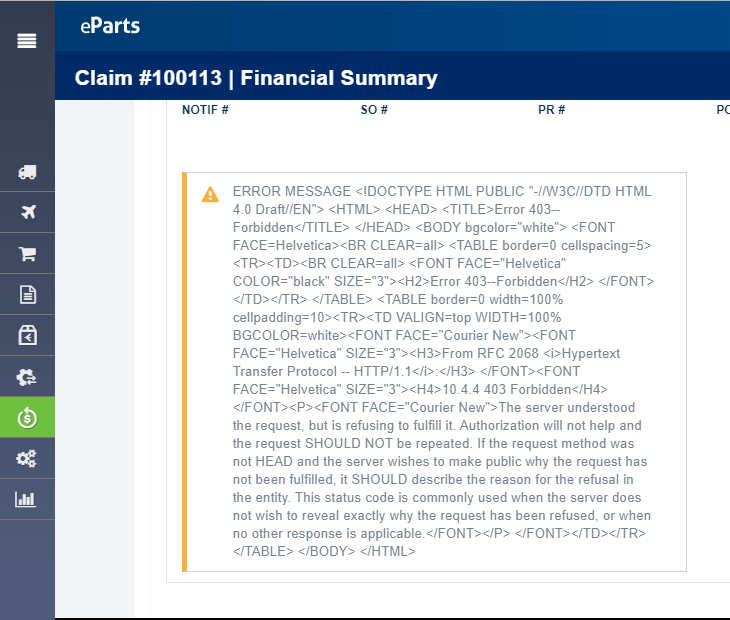 eParts
Claim #100113 | Financial Summary
NOTIF # SO # PR # PO
ERROR MESSAGE <!DOCTYPE HTML PUBLIC "-//W3C//DTD HTML
4.0 Draft//EN"> <HTML> <HEAD> <TITLE>Error 403--
Forbidden</TITLE> </HEAD> <BODY bgcolor="white"> <FONT
FACE=Helvetica><BR CLEAR=all> <TABLE border=0 cellspacing=5>
<TR><TD><BR CLEAR=all> <FONT FACE="Helvetica"
COLOR="black" SIZE="3"><H2>Error 403--Forbidden</H2> </FONT>
</TD></TR> </TABLE> <TABLE border=0 width=100%
cellpadding=10><TR><TD VALIGN=top WIDTH=100%
BGCOLOR=white><FONT FACE="Courier New"><FONT
FACE="Helvetica" SIZE="3"><H3>From RFC 2068 <i>Hypertext
Transfer Protocol -- HTTP/1.1</i>:</H3> </FONT><FONT
FACE="Helvetica" SIZE="3"><H4>10.4.4 403 Forbidden</H4>
</FONT><P><FONT FACE="Courier New">The server understood
the request, but is refusing to fulfill it. Authorization will not help and
the request SHOULD NOT be repeated. If the request method was
not HEAD and the server wishes to make public why the request has
not been fulfilled, it SHOULD describe the reason for the refusal in
the entity. This status code is commonly used when the server does
not wish to reveal exactly why the request has been refused, or when
no other response is applicable.</FONT></P> </FONT></TD></TR>
</TABLE> </BODY> </HTML>